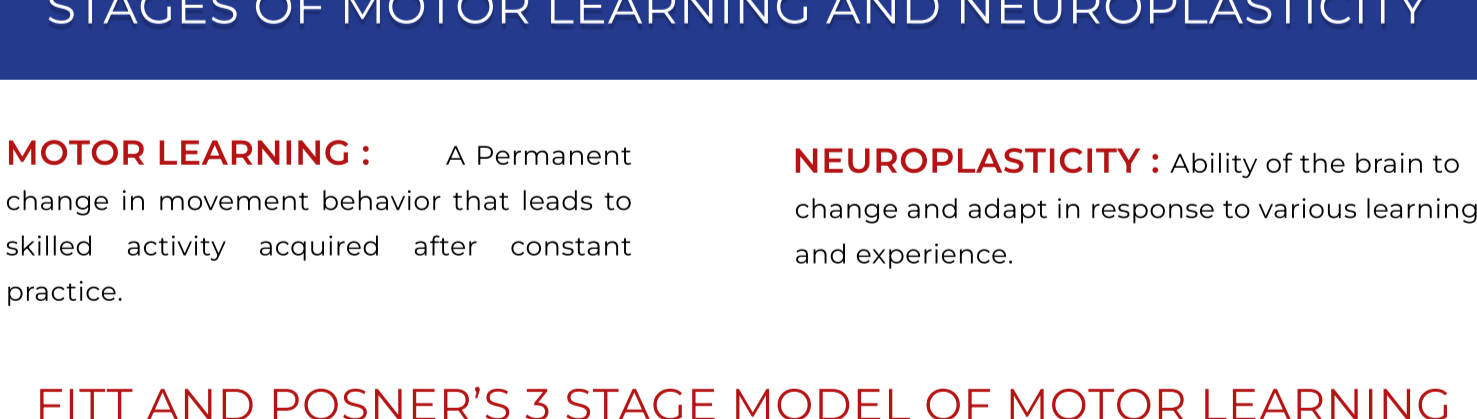 STAGES OF MOTOR LEARNING AND NEUROPLASTICITY
MOTOR LEARNING : A Permanent
change in movement behavior that leads to
skilled activity acquired after constant
practice.
NEUROPLASTICITY : Ability of the brain to
change and adapt in response to various learning
and experience.
FITT AND POSNER’S 3 STAGE MODEL OF MOTOR LEARNING